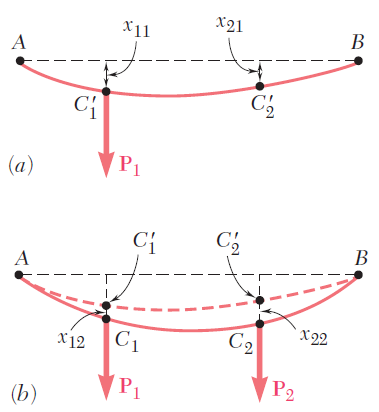 x₁₁ x₂₁
A B
C′₁ C′₂
(a) P₁
A C′₁ C′₂ B
x₁₂ C₁ C₂ x₂₂
(b) P₁ P₂